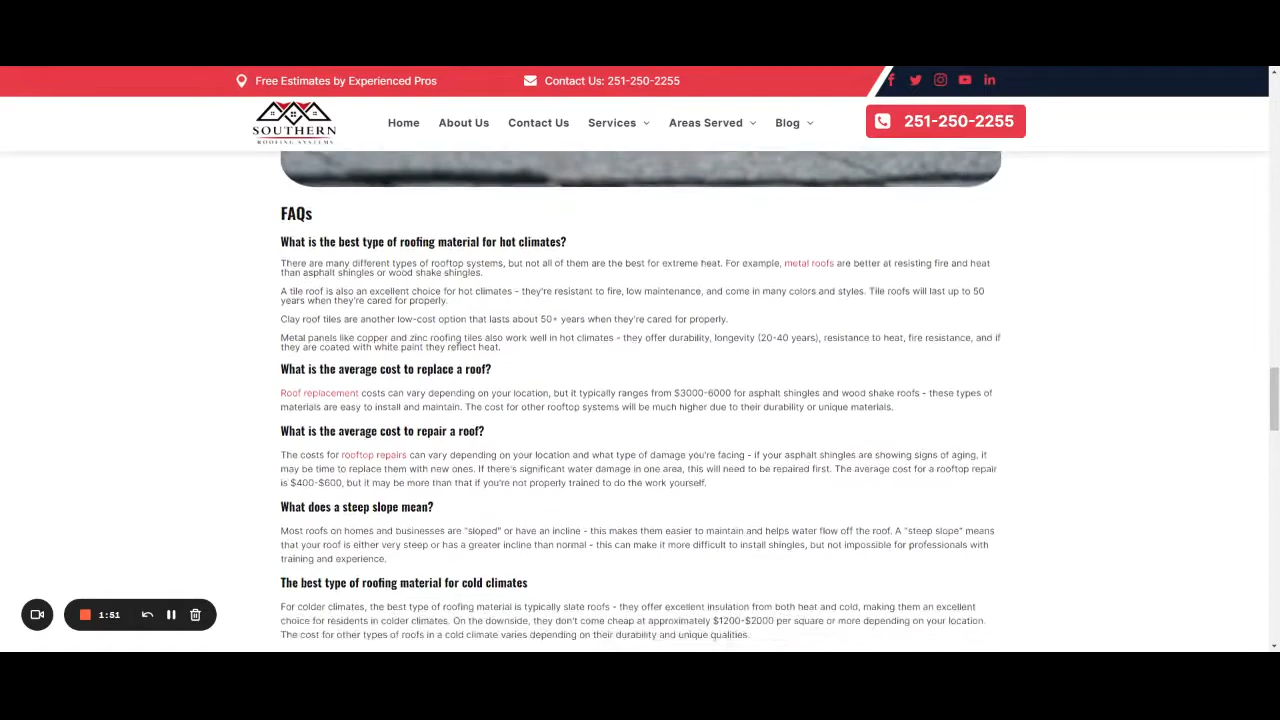 Free Estimates by Experienced Pros
Contact Us: 251-250-2255
SOUTHERN
ROOFING SYSTEMS
Home
About Us
Contact Us
Services
Areas Served
Blog
251-250-2255
FAQs
What is the best type of roofing material for hot climates?
There are many different types of rooftop systems, but not all of them are the best for extreme heat. For example, metal roofs are better at resisting fire and heat
than asphalt shingles or wood shake shingles.
A tile roof is also an excellent choice for hot climates - they're resistant to fire, low maintenance, and come in many colors and styles. Tile roofs will last up to 50
years when they're cared for properly.
Clay roof tiles are another low-cost option that lasts about 50+ years when they're cared for properly.
Metal panels like copper and zinc roofing tiles also work well in hot climates - they offer durability, longevity (20-40 years), resistance to heat, fire resistance, and if
they are coated with white paint they reflect heat.
What is the average cost to replace a roof?
Roof replacement costs can vary depending on your location, but it typically ranges from $3000-6000 for asphalt shingles and wood shake roofs - these types of
materials are easy to install and maintain. The cost for other rooftop systems will be much higher due to their durability or unique materials.
What is the average cost to repair a roof?
The costs for rooftop repairs can vary depending on your location and what type of damage you're facing - if your asphalt shingles are showing signs of aging, it
may be time to replace them with new ones. If there's significant water damage in one area, this will need to be repaired first. The average cost for a rooftop repair
is $400-$600, but it may be more than that if you're not properly trained to do the work yourself.
What does a steep slope mean?
Most roofs on homes and businesses are "sloped" or have an incline - this makes them easier to maintain and helps water flow off the roof. A "steep slope" means
that your roof is either very steep or has a greater incline than normal - this can make it more difficult to install shingles, but not impossible for professionals with
training and experience.
The best type of roofing material for cold climates
For colder climates, the best type of roofing material is typically slate roofs - they offer excellent insulation from both heat and cold, making them an excellent
choice for residents in colder climates. On the downside, they don't come cheap at approximately $1200-$2000 per square or more depending on your location.
The cost for other types of roofs in a cold climate varies depending on their durability and unique qualities.
1:51